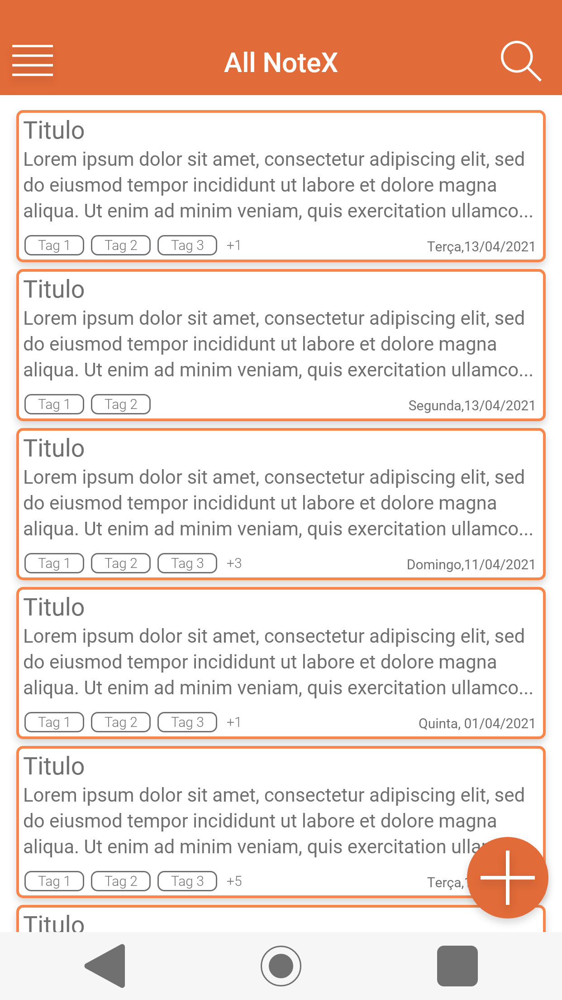 All NoteX
Titulo
Lorem ipsum dolor sit amet, consectetur adipiscing elit, sed
do eiusmod tempor incididunt ut labore et dolore magna
aliqua. Ut enim ad minim veniam, quis exercitation ullamco...
Tag 1 Tag 2 Tag 3 +1 Terça,13/04/2021
Titulo
Lorem ipsum dolor sit amet, consectetur adipiscing elit, sed
do eiusmod tempor incididunt ut labore et dolore magna
aliqua. Ut enim ad minim veniam, quis exercitation ullamco...
Tag 1 Tag 2 Segunda,13/04/2021
Titulo
Lorem ipsum dolor sit amet, consectetur adipiscing elit, sed
do eiusmod tempor incididunt ut labore et dolore magna
aliqua. Ut enim ad minim veniam, quis exercitation ullamco...
Tag 1 Tag 2 Tag 3 +3 Domingo,11/04/2021
Titulo
Lorem ipsum dolor sit amet, consectetur adipiscing elit, sed
do eiusmod tempor incididunt ut labore et dolore magna
aliqua. Ut enim ad minim veniam, quis exercitation ullamco...
Tag 1 Tag 2 Tag 3 +1 Quinta, 01/04/2021
Titulo
Lorem ipsum dolor sit amet, consectetur adipiscing elit, sed
do eiusmod tempor incididunt ut labore et dolore magna
aliqua. Ut enim ad minim veniam, quis exercitation
Tag 1 Tag 2 Tag 3 +5 Terça,
Titulo